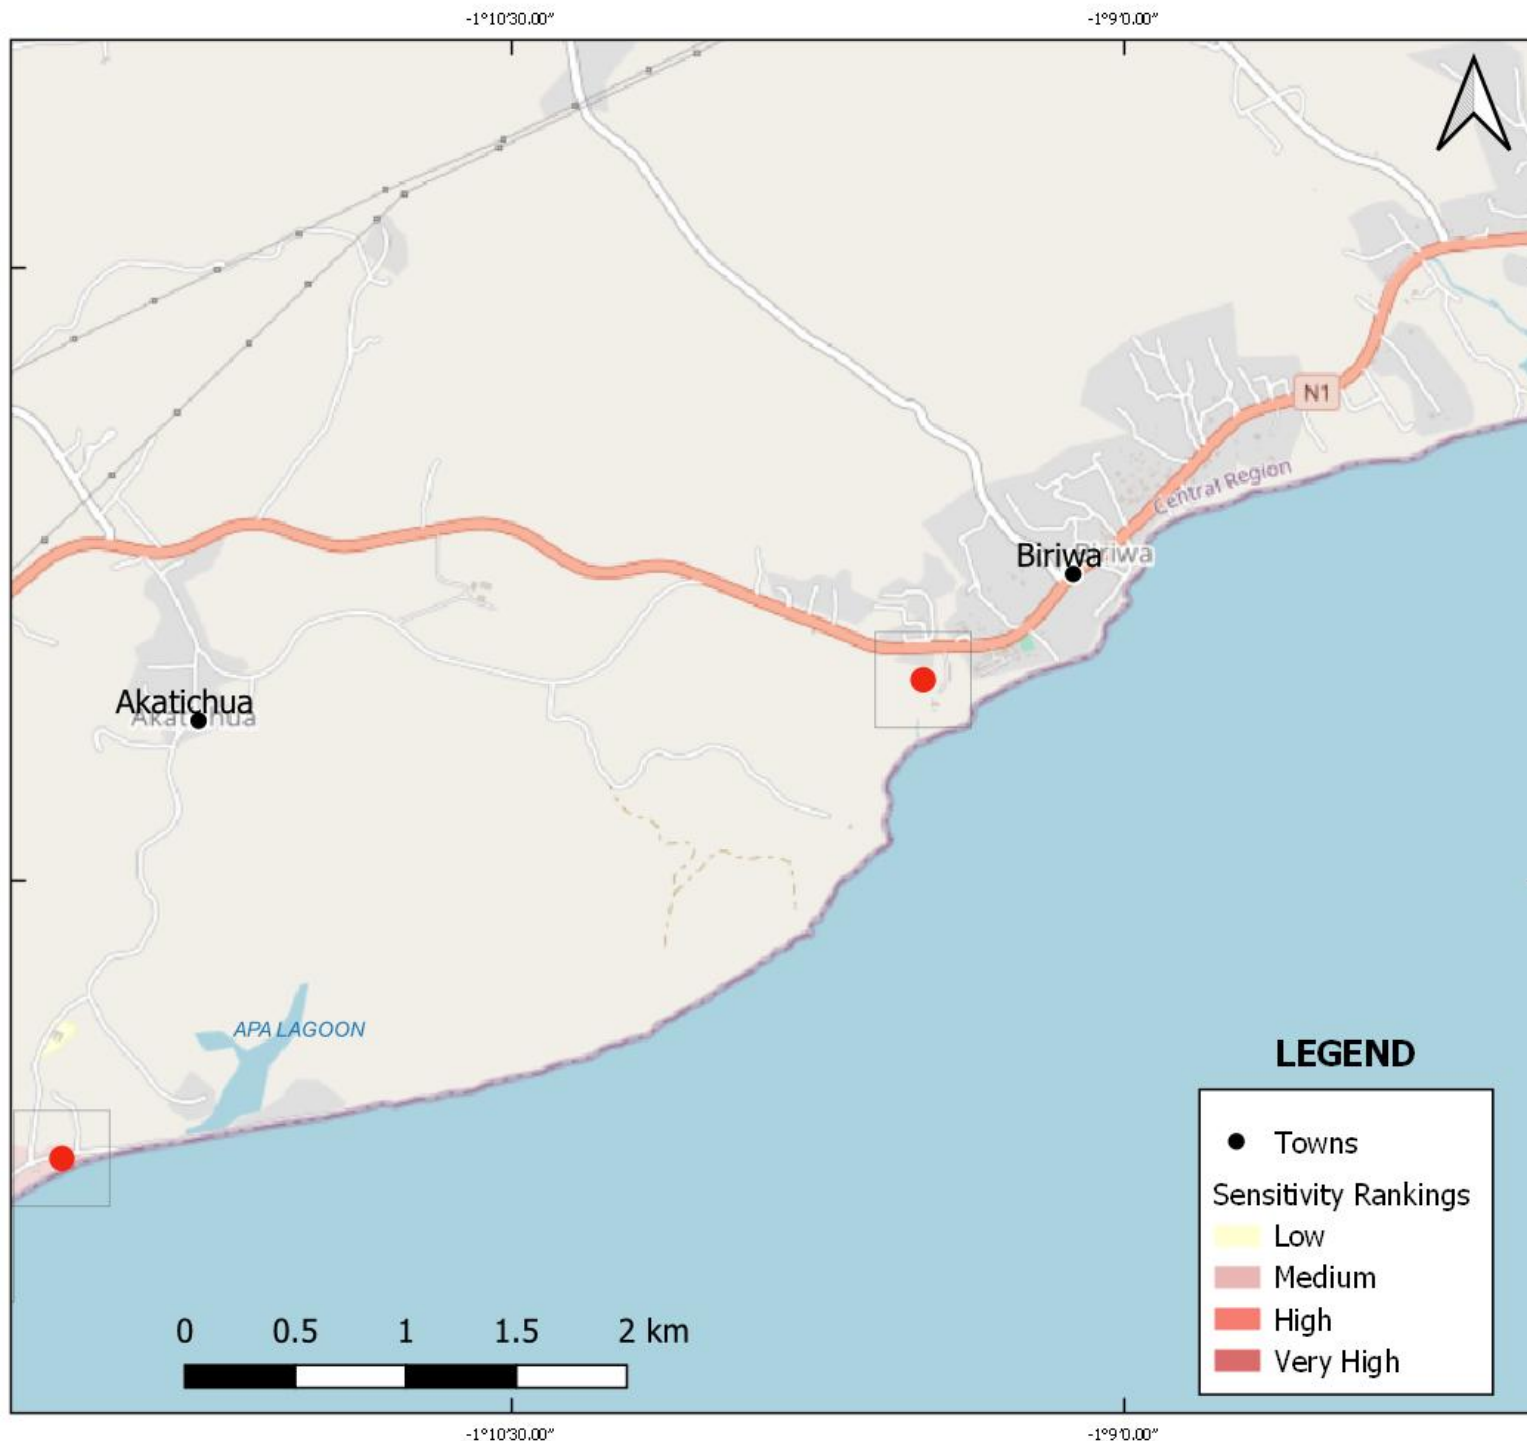 -1°10'30.00"
-1°9'0.00"
N1
Central Region
Biriwa
Biriwa
Akatichua
Akatichua
APA LAGOON
LEGEND
Towns
Sensitivity Rankings
Low
Medium
High
Very High
0 0.5 1 1.5 2 km
-1°10'30.00"
-1°9'0.00"